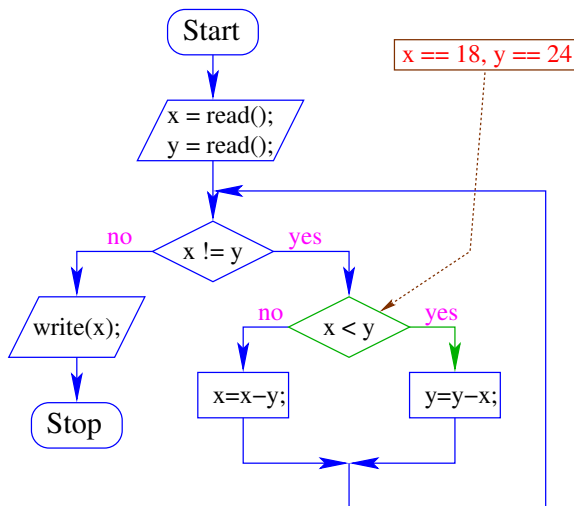 Start
x == 18, y == 24
x = read();
y = read();
no
yes
x != y
no
yes
write(x);
x < y
x=x−y;
y=y−x;
Stop